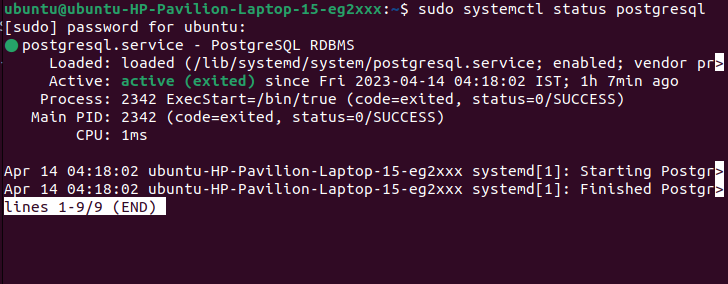 ubuntu@ubuntu-HP-Pavilion-Laptop-15-eg2xxx:~$ sudo systemctl status postgresql
[sudo] password for ubuntu:
●postgresql.service - PostgreSQL RDBMS
Loaded: loaded (/lib/systemd/system/postgresql.service; enabled; vendor pr>
Active: active (exited) since Fri 2023-04-14 04:18:02 IST; 1h 7min ago
Process: 2342 ExecStart=/bin/true (code=exited, status=0/SUCCESS)
Main PID: 2342 (code=exited, status=0/SUCCESS)
CPU: 1ms
Apr 14 04:18:02 ubuntu-HP-Pavilion-Laptop-15-eg2xxx systemd[1]: Starting Postgr>
Apr 14 04:18:02 ubuntu-HP-Pavilion-Laptop-15-eg2xxx systemd[1]: Finished Postgr>
lines 1-9/9 (END)